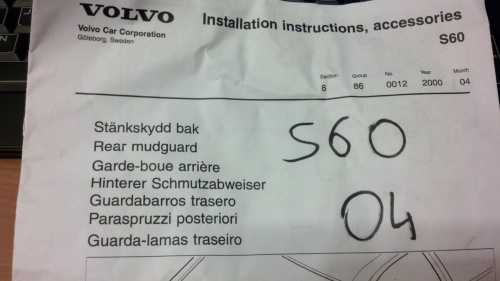 VOLVO
Volvo Car Corporation
Göteborg, Sweden
Installation instructions, accessories
S60
Section Group No. Year Month
8 86 0012 2000 04
Stänkskydd bak
Rear mudguard
Garde-boue arrière
Hinterer Schmutzabweiser
Guardabarros trasero
Paraspruzzi posteriori
Guarda-lamas traseiro
S60
04